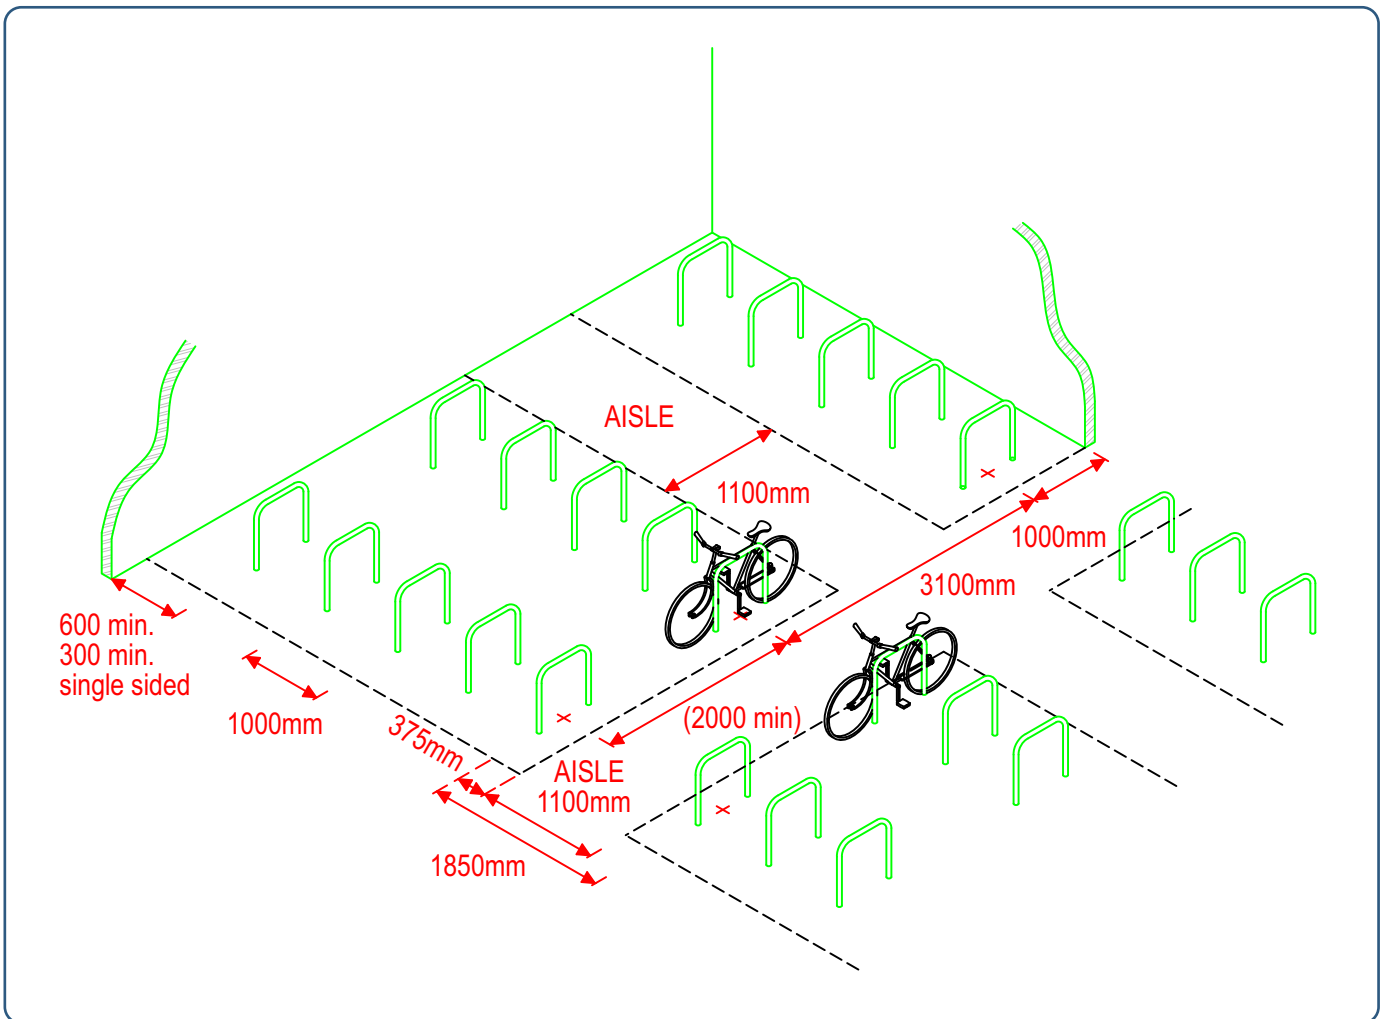 AISLE
1100mm
1000mm
3100mm
600 min.
300 min.
single sided
1000mm
375mm
(2000 min)
AISLE
1100mm
1850mm